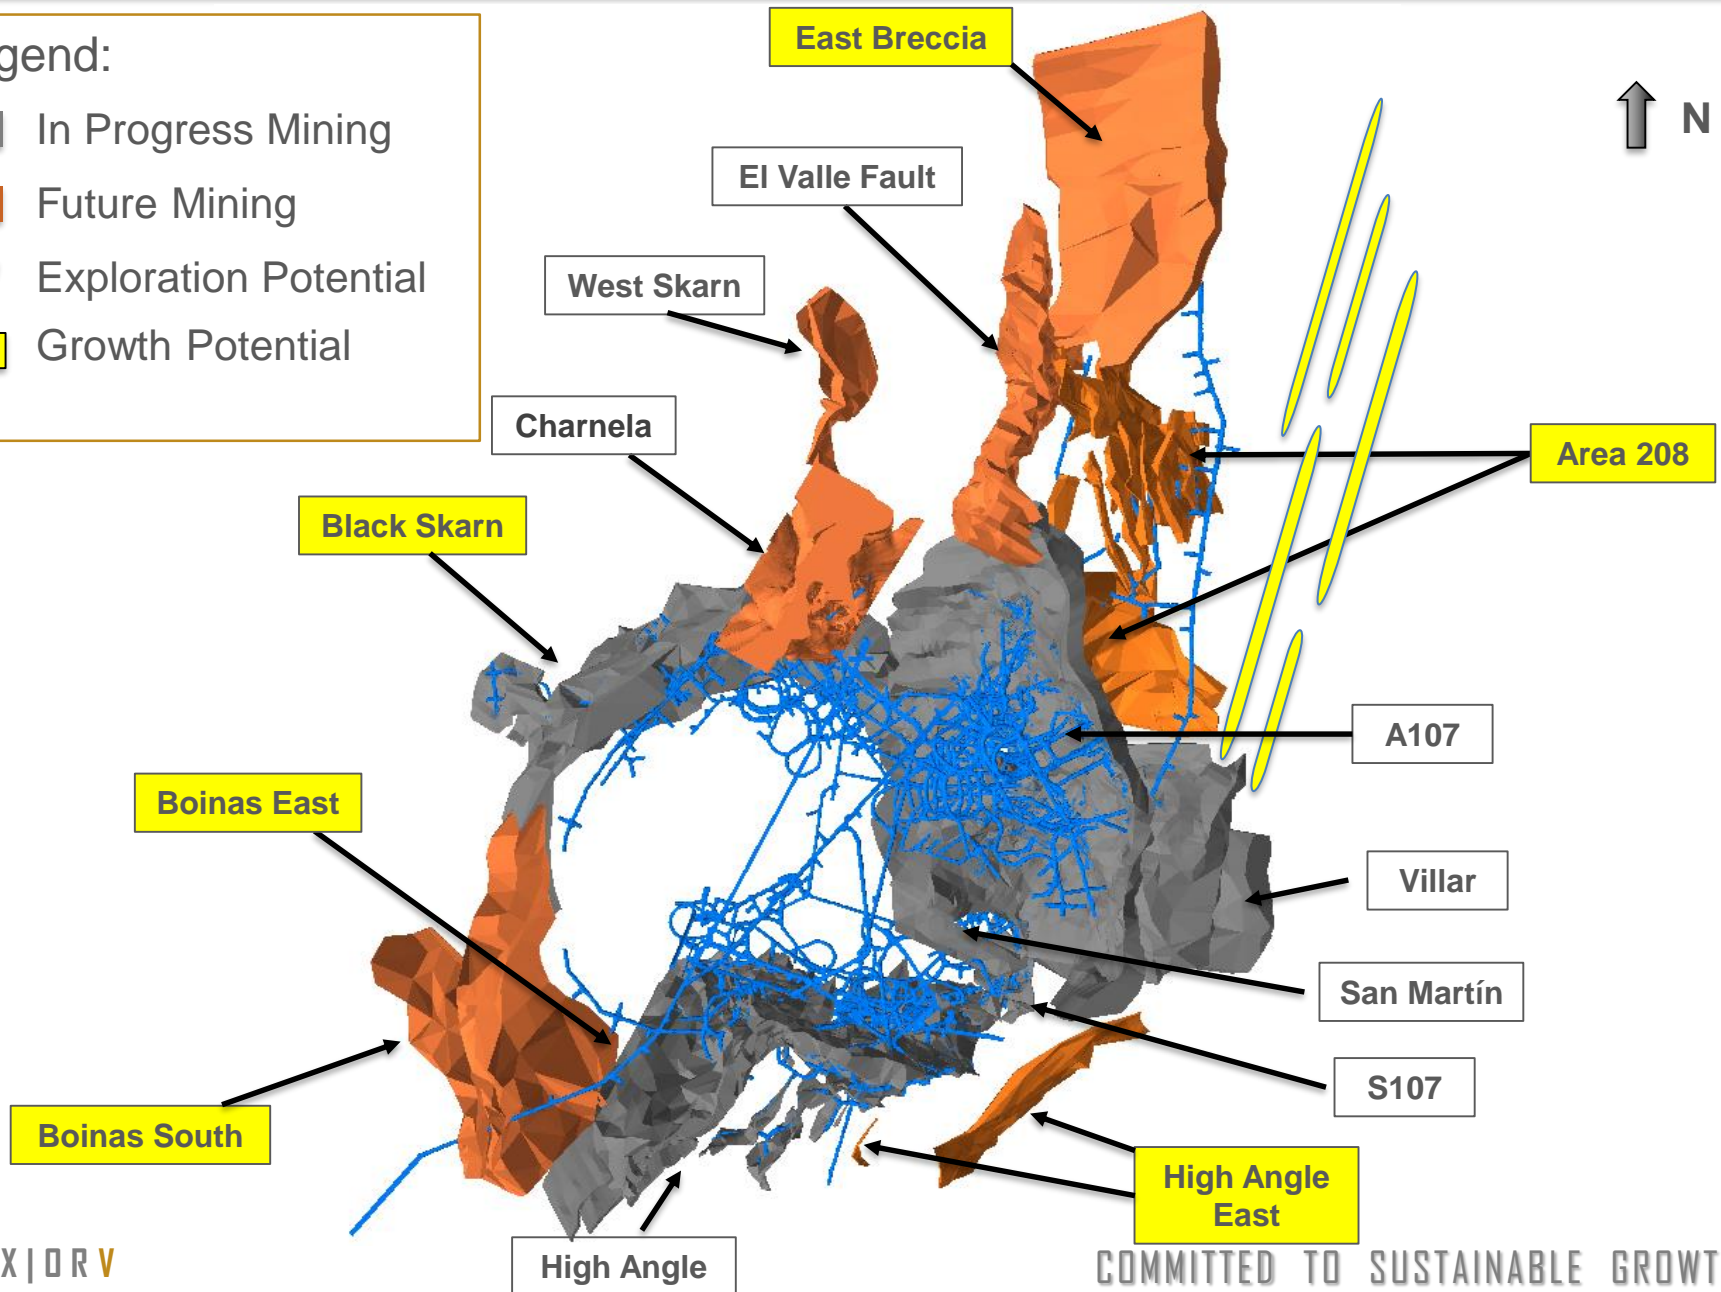 gend:
In Progress Mining
Future Mining
Exploration Potential
Growth Potential
East Breccia
N
El Valle Fault
West Skarn
Charnela
Area 208
Black Skarn
A107
Boinas East
Villar
San Martín
S107
Boinas South
High Angle
East
High Angle
X|ORV
COMMITTED TO SUSTAINABLE GROWT